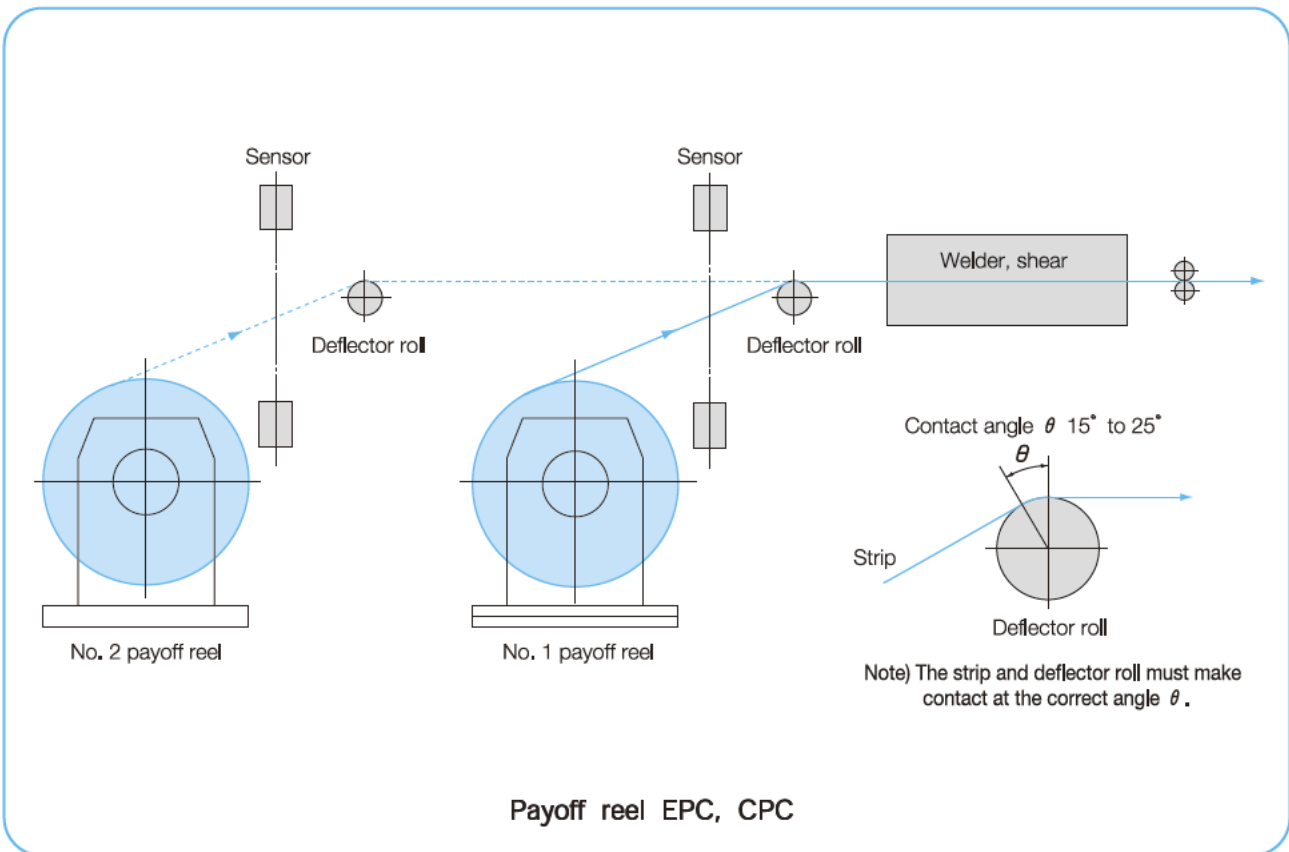 Sensor
Sensor
Welder, shear
Deflector roll
Deflector roll
Contact angle θ 15° to 25°
θ
Strip
Deflector roll
No. 2 payoff reel
No. 1 payoff reel
Note) The strip and deflector roll must make
contact at the correct angle θ.
Payoff reel EPC, CPC